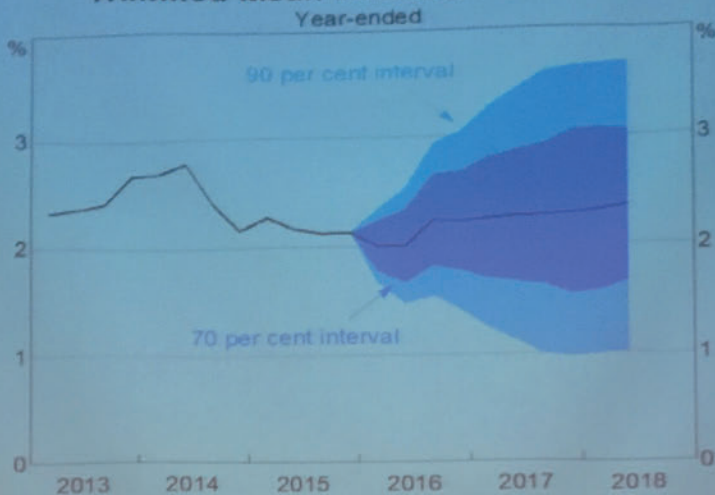 Year-ended
% %
90 per cent interval
3 3
2 2
70 per cent interval
1 1
0 0
2013 2014 2015 2016 2017 2018